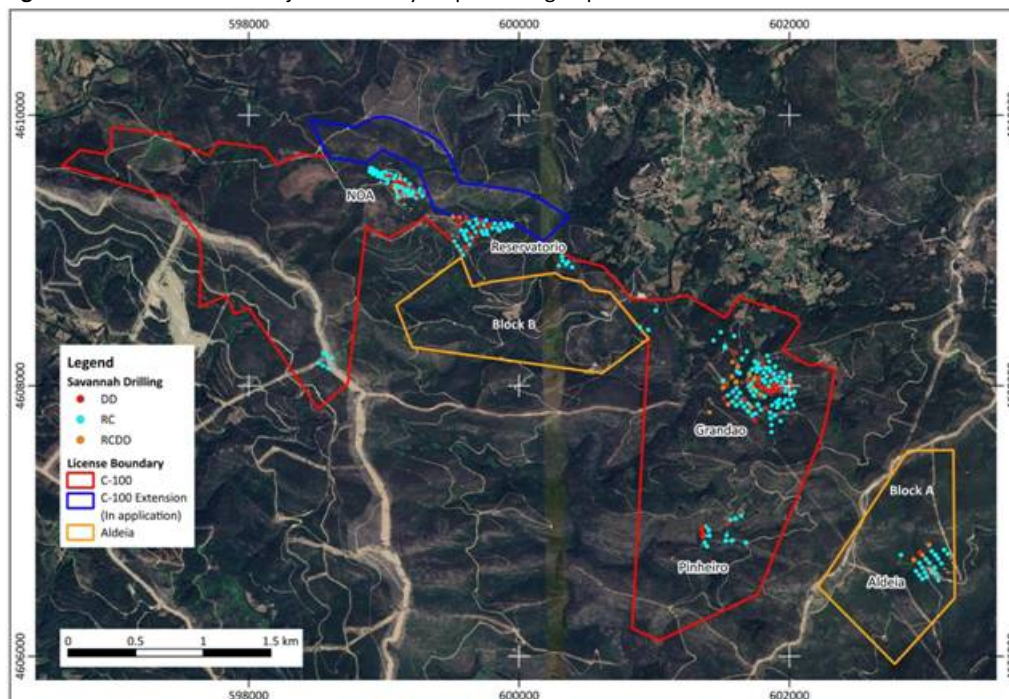 598000
600000
602000
4610000
NOA
Reservatorio
Block B
4608000
Grandao
Block A
Pinheiro
Aldeia
4606000
Legend
Savannah Drilling
DD
RC
RCDD
License Boundary
C-100
C-100 Extension
(In application)
Aldeia
0 0.5 1 1.5 km
598000
600000
602000